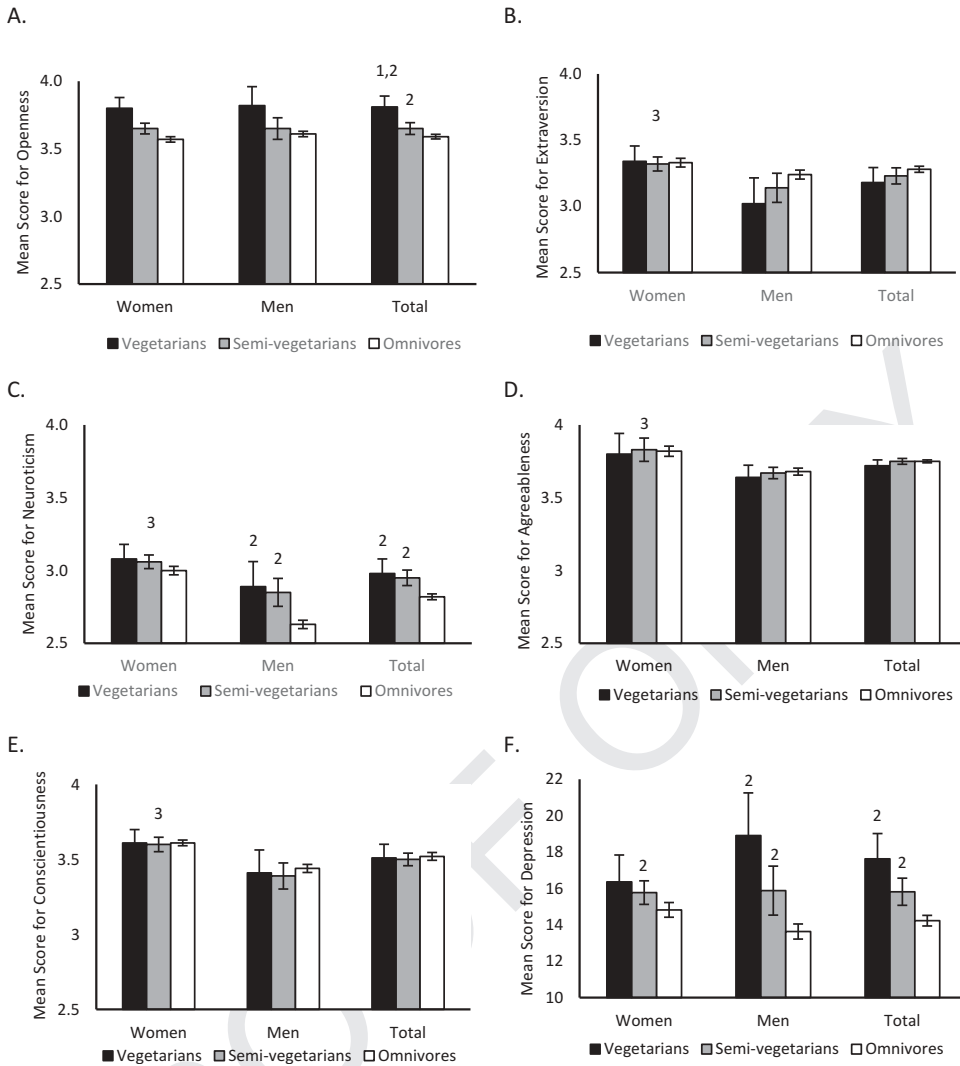 A.
1,2
2
4.0
3.5
3.0
2.5
Mean Score for Openness
Women Men Total
Vegetarians Semi-vegetarians Omnivores
B.
3
4.0
3.5
3.0
2.5
Mean Score for Extraversion
Women Men Total
Vegetarians Semi-vegetarians Omnivores
C.
3 2 2 2 2
4.0
3.5
3.0
2.5
Mean Score for Neuroticism
Women Men Total
Vegetarians Semi-vegetarians Omnivores
D.
3
4
3.5
3
2.5
Mean Score for Agreeableness
Women Men Total
Vegetarians Semi-vegetarians Omnivores
E.
3
4
3.5
3
2.5
Mean Score for Conscientiousness
Women Men Total
Vegetarians Semi-vegetarians Omnivores
F.
2 2 2 2 2
22
20
18
16
14
12
10
Mean Score for Depression
Women Men Total
Vegetarians Semi-vegetarians Omnivores